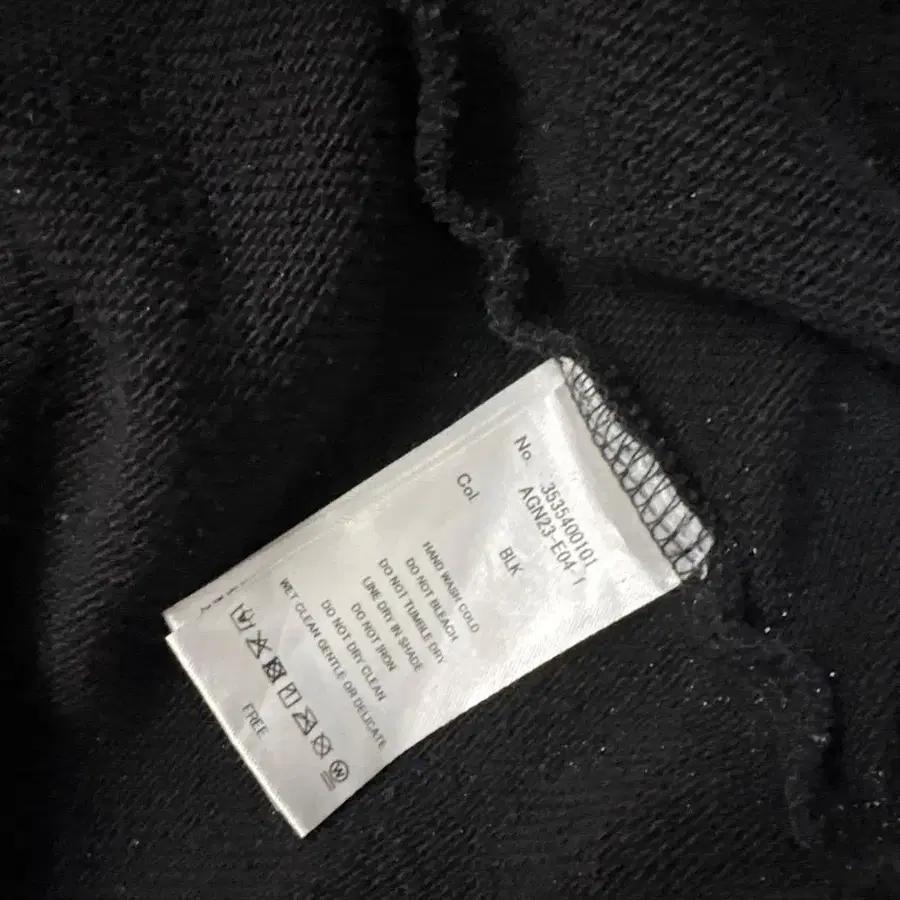 No. 3535400101
AGN23-E04-1
Col. BLK
HAND WASH COLD
DO NOT BLEACH
DO NOT TUMBLE DRY
LINE DRY IN SHADE
DO NOT IRON
DO NOT DRY CLEAN
WET CLEAN GENTLE OR DELICATE
W
FREE